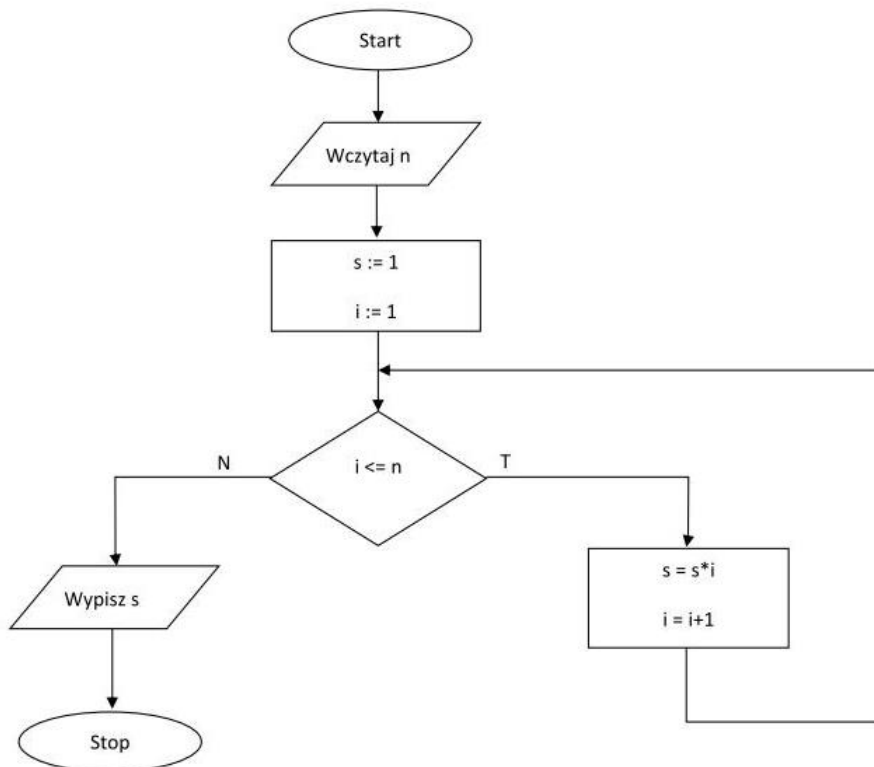 Start
Wczytaj n
s := 1
i := 1
i <= n
N
T
s = s*i
i = i+1
Wypisz s
Stop